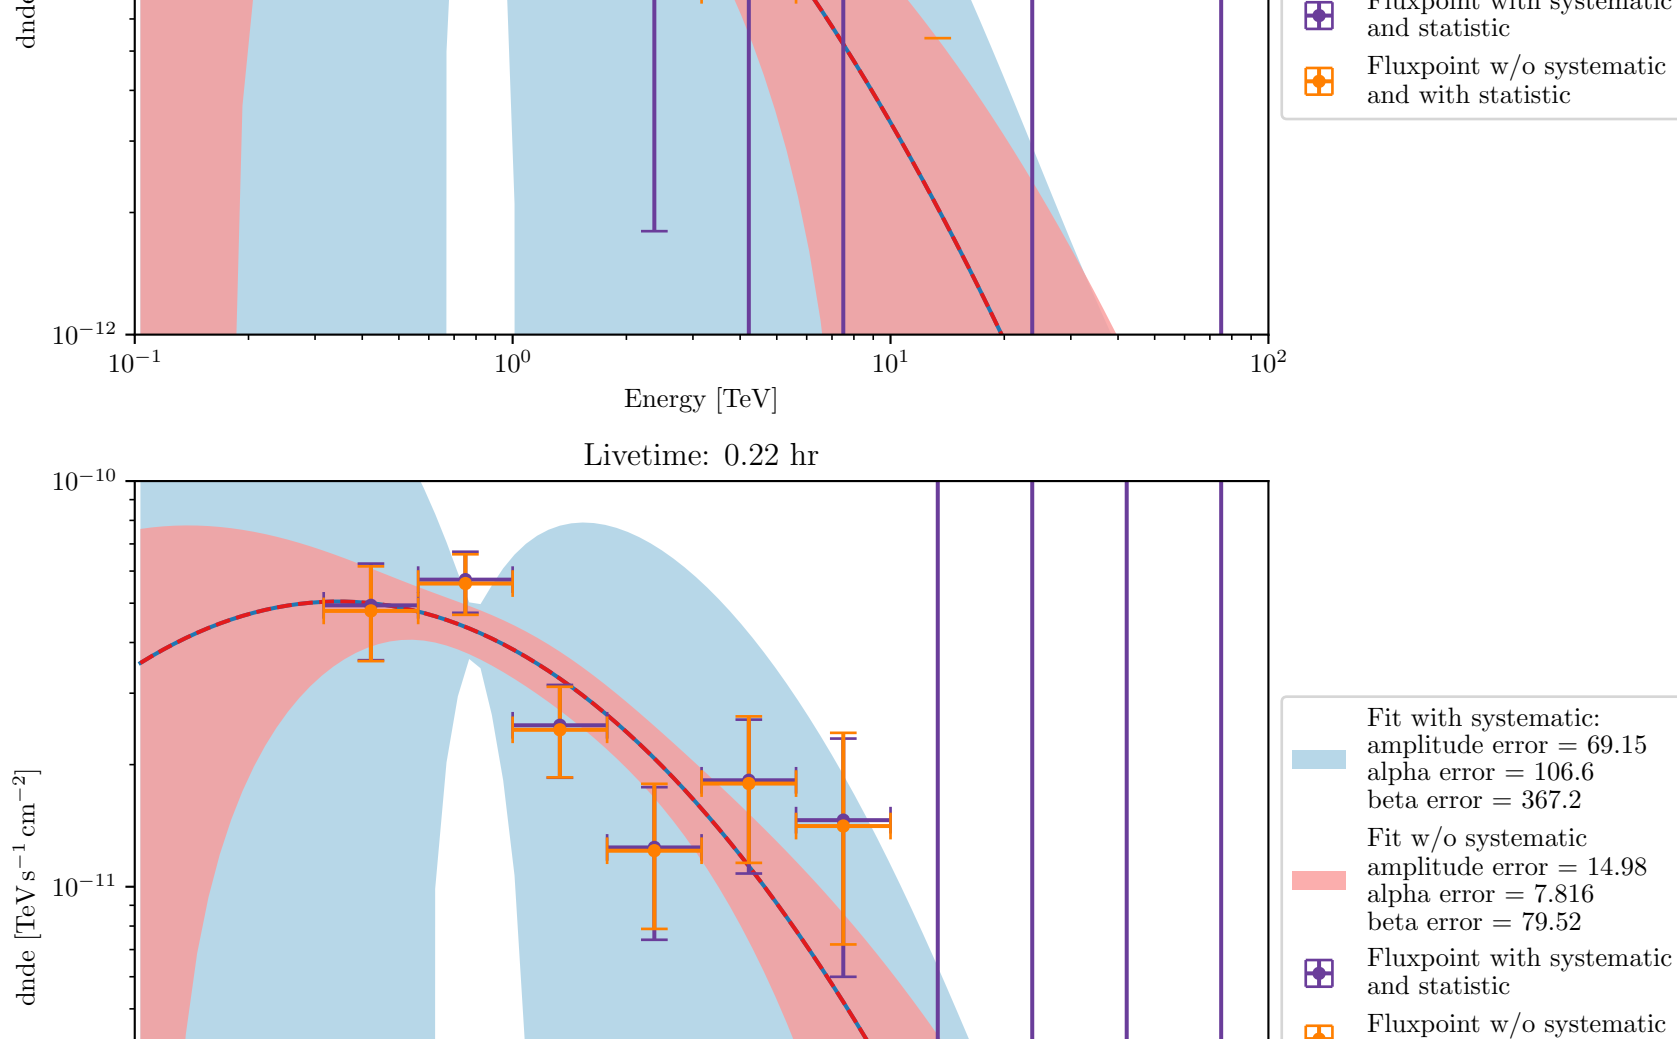 dnde
Fluxpoint with systematic
and statistic
Fluxpoint w/o systematic
and with statistic
10⁻¹²
10⁻¹ 10⁰ 10¹ 10²
Energy [TeV]
Livetime: 0.22 hr
10⁻¹⁰
10⁻¹¹
dnde [TeV s⁻¹ cm⁻²]
Fit with systematic:
amplitude error = 69.15
alpha error = 106.6
beta error = 367.2
Fit w/o systematic
amplitude error = 14.98
alpha error = 7.816
beta error = 79.52
Fluxpoint with systematic
and statistic
Fluxpoint w/o systematic